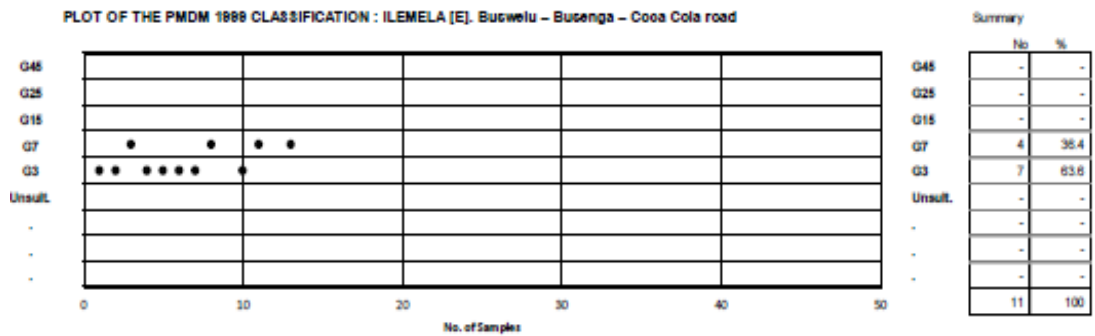 PLOT OF THE PMDM 1999 CLASSIFICATION : ILEMELA [E]. Buswelu – Busenga – Coca Cola road
Summary
No %
G45 G45 - -
G25 G25 - -
G15 G15 - -
G7 G7 4 36.4
G3 G3 7 63.6
Unsuit. Unsuit. - -
- - - -
- - - -
- - - -
0 10 20 30 40 50 11 100
No. of Samples